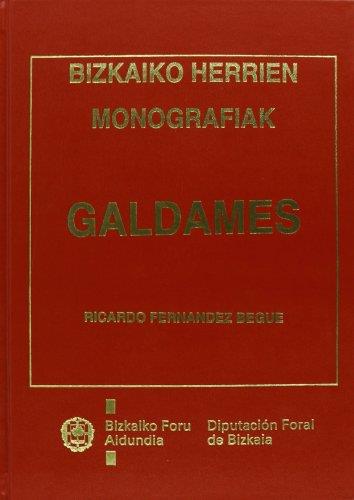 BIZKAIKO HERRIEN
MONOGRAFIAK
GALDAMES
RICARDO FERNANDEZ BEGUE
Bizkaiko Foru
Aldundia
Diputación Foral
de Bizkaia